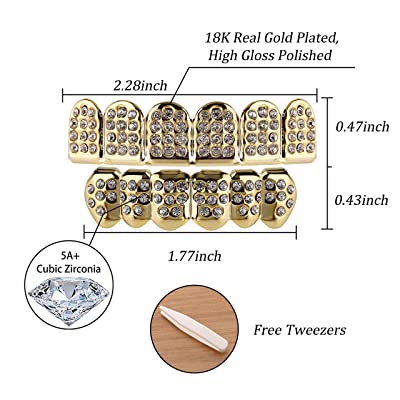 18K Real Gold Plated,
High Gloss Polished
2.28inch
0.47inch
0.43inch
5A+
Cubic Zirconia
1.77inch
Free Tweezers